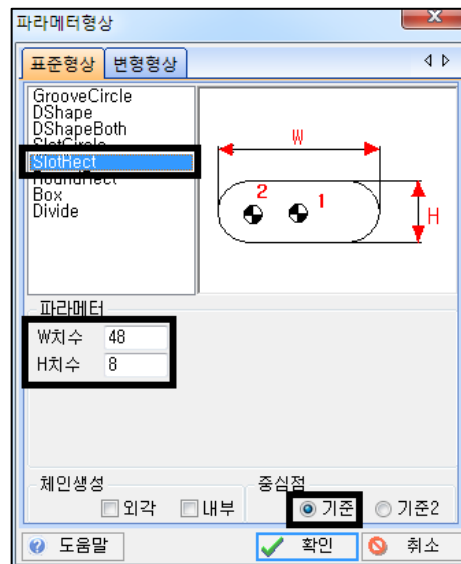 파라메터형상
표준형상 변형형상
GrooveCircle
DShape
DShapeBoth
SlotCircle
SlotRect
RoundRect
Box
Divide
W
2 1
H
파라메터
W치수 48
H치수 8
체인생성 중심점
외각 내부 기준 기준2
도움말 확인 취소